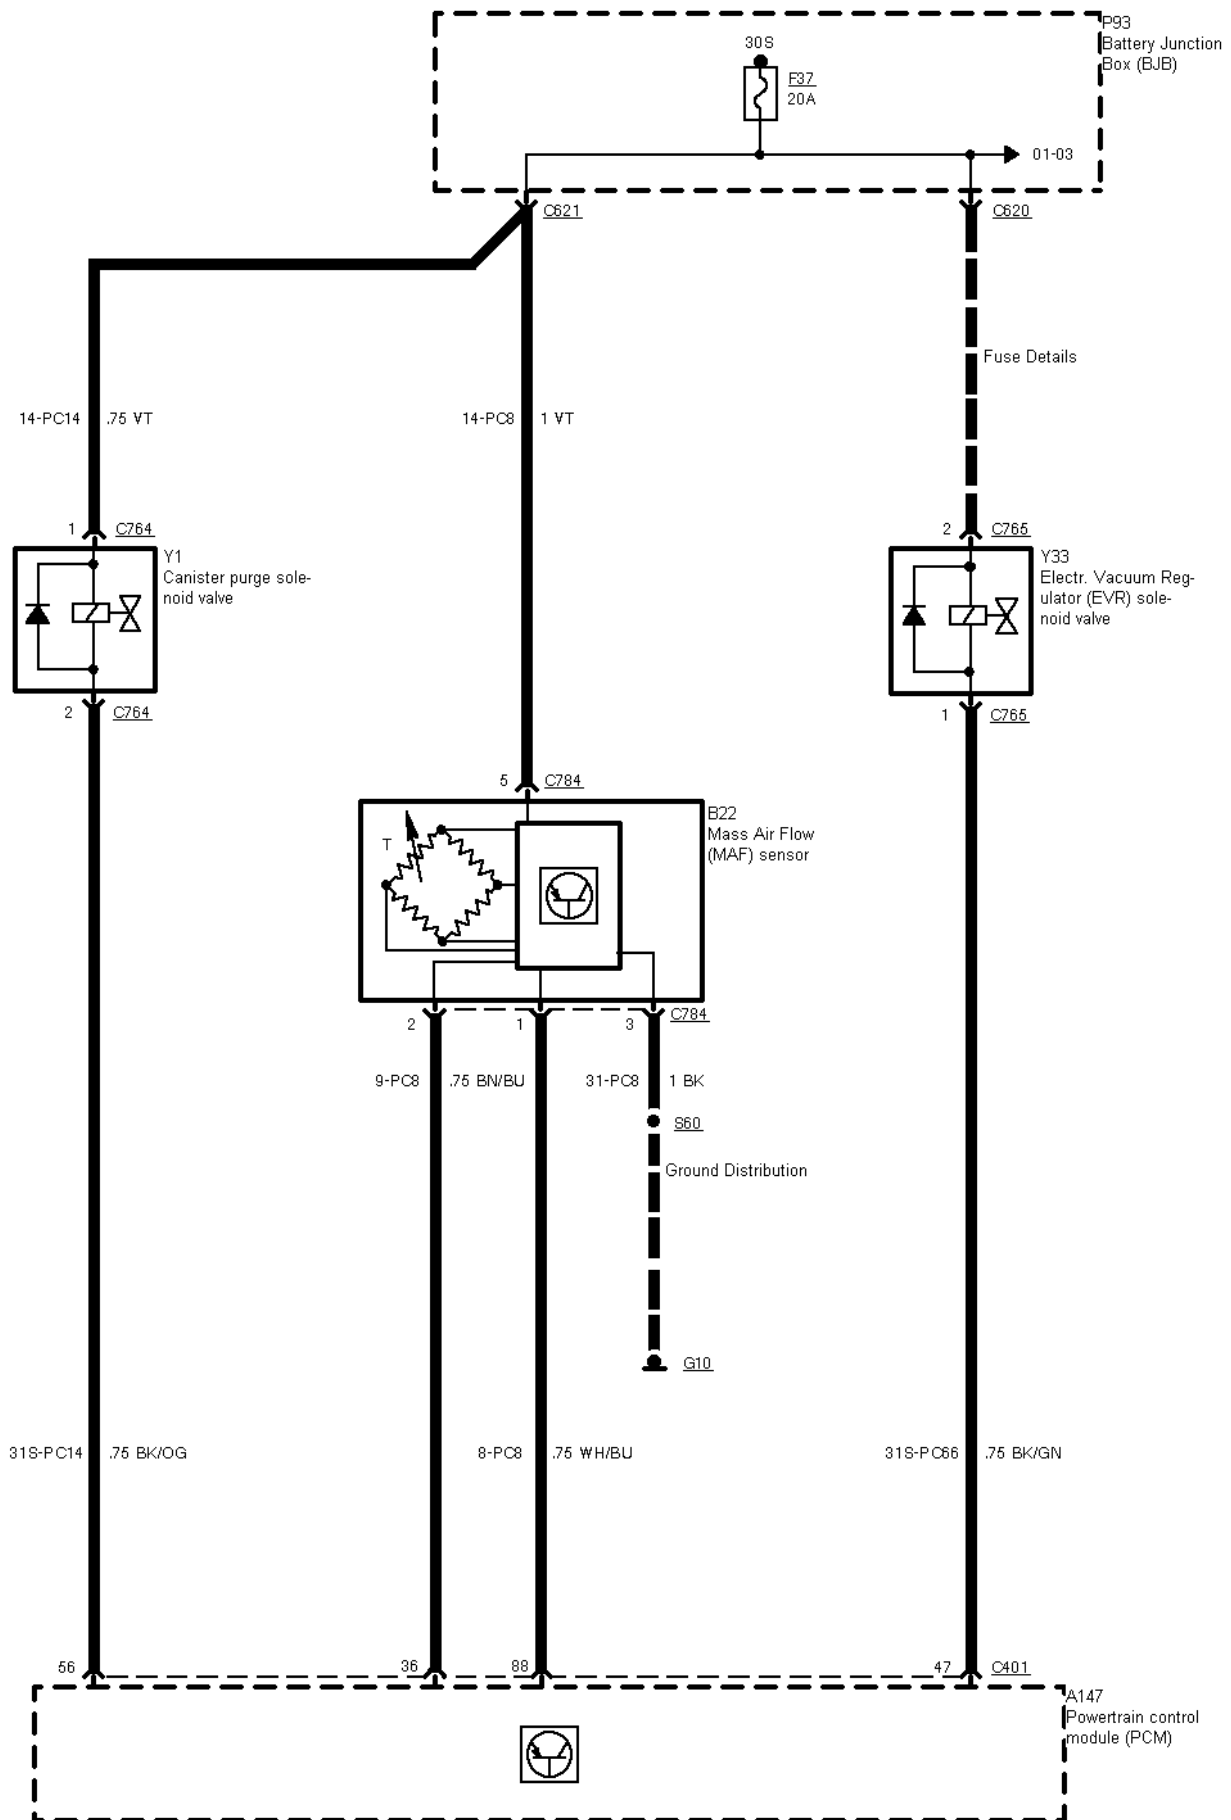 P93
Battery Junction
Box (BJB)
30S
F37
20A
01-03
C621
C620
Fuse Details
14-PC14 .75 VT
14-PC8 1 VT
1 C764
2 C765
Y1
Canister purge sole-
noid valve
Y33
Electr. Vacuum Reg-
ulator (EVR) sole-
noid valve
2 C764
1 C765
5 C784
B22
Mass Air Flow
(MAF) sensor
T
2 1 3 C784
9-PC8 .75 BN/BU 31-PC8 1 BK
S60
Ground Distribution
G10
31S-PC14 .75 BK/OG
8-PC8 .75 WH/BU
31S-PC66 .75 BK/GN
56 36 88 47 C401
A147
Powertrain control
module (PCM)